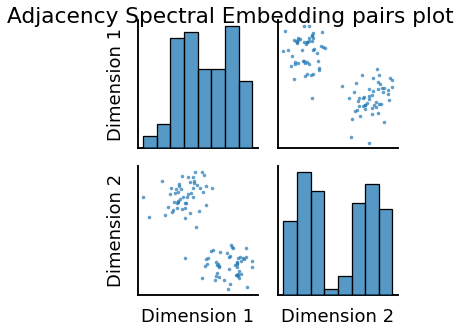 Adjacency Spectral Embedding pairs plot
Dimension 1
Dimension 2
Dimension 1
Dimension 2